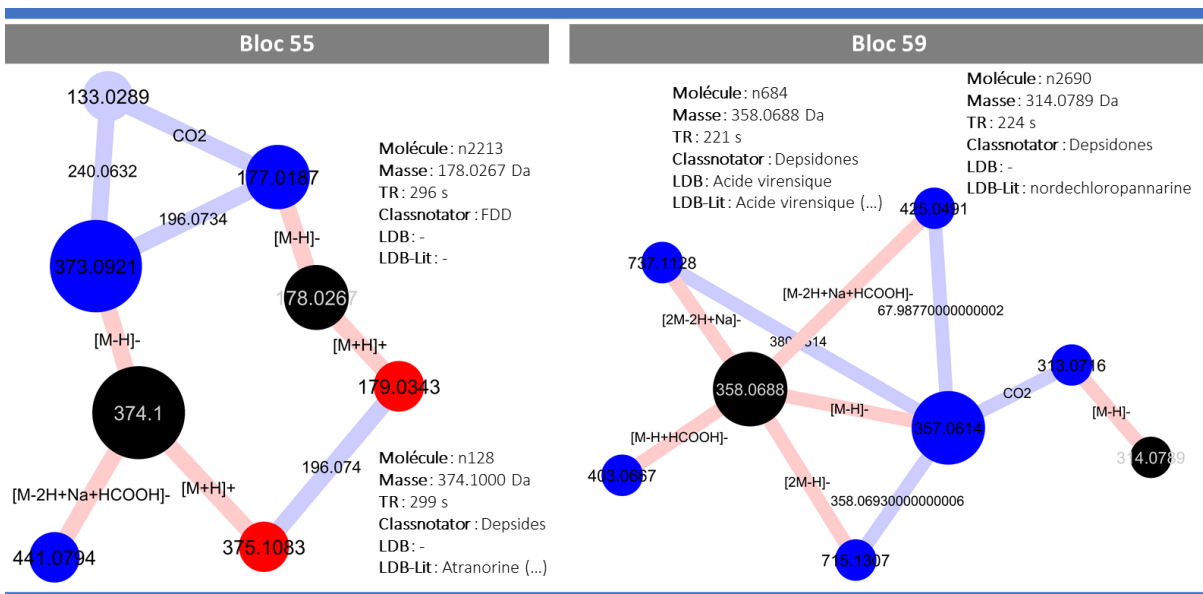 Bloc 55
133.0289
CO2
240.0632
177.0187
196.0734
373.0921
[M-H]-
178.0267
[M-H]-
[M+H]+
179.0343
374.1
196.074
[M-2H+Na+HCOOH]-
[M+H]+
441.0794
375.1083
Molécule : n2213
Masse : 178.0267 Da
TR : 296 s
Classnotator : FDD
LDB : -
LDB-Lit : -
Molécule : n128
Masse : 374.1000 Da
TR : 299 s
Classnotator : Depsides
LDB : -
LDB-Lit : Atranorine (...)
Bloc 59
Molécule : n684
Masse : 358.0688 Da
TR : 221 s
Classnotator : Depsidones
LDB : Acide virensique
LDB-Lit : Acide virensique (...)
Molécule : n2690
Masse : 314.0789 Da
TR : 224 s
Classnotator : Depsidones
LDB : -
LDB-Lit : nordechloropannarine
425.0491
737.1128
[M-2H+Na+HCOOH]-
67.98770000000002
[2M-2H+Na]-
313.0716
358.0688
CO2
[M-H]-
[M-H]-
357.0614
[M-H+HCOOH]-
314.0789
403.0667
[2M-H]-
358.06930000000006
715.1307